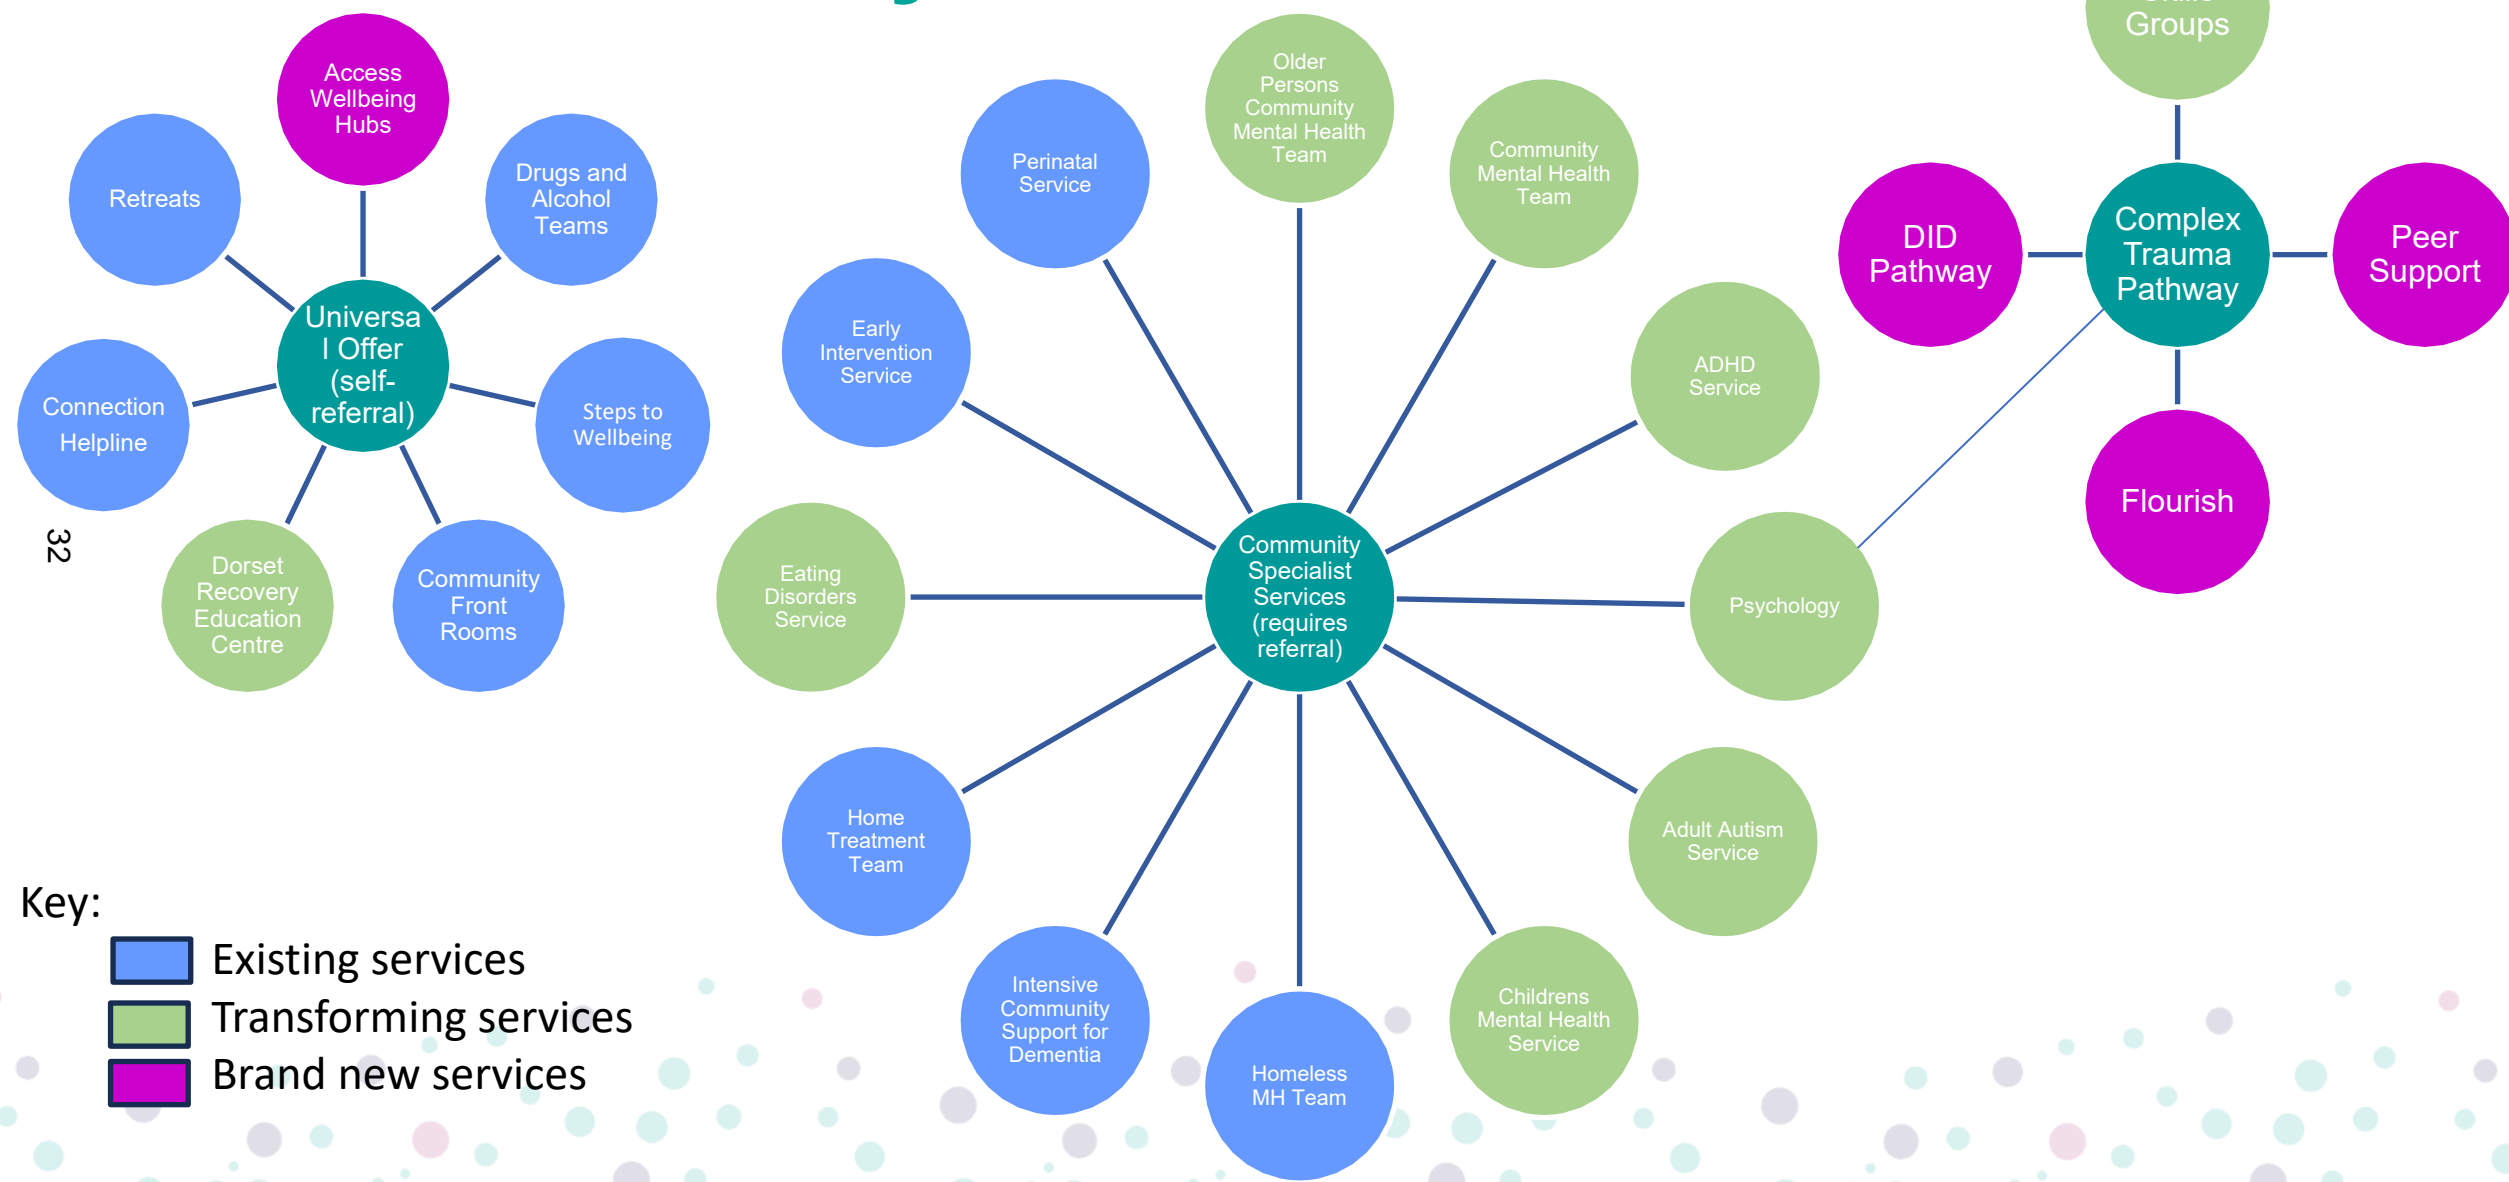 Access
Wellbeing
Hubs
Retreats
Drugs and
Alcohol
Teams
Universa
l Offer
(self-
referral)
Connection
Helpline
Steps to
Wellbeing
Dorset
Recovery
Education
Centre
Community
Front
Rooms
32
Older
Persons
Community
Mental Health
Team
Perinatal
Service
Community
Mental Health
Team
Early
Intervention
Service
ADHD
Service
Eating
Disorders
Service
Community
Specialist
Services
(requires
referral)
Psychology
Home
Treatment
Team
Adult Autism
Service
Intensive
Community
Support for
Dementia
Homeless
MH Team
Childrens
Mental Health
Service
Groups
DID
Pathway
Complex
Trauma
Pathway
Peer
Support
Flourish
Key:
Existing services
Transforming services
Brand new services